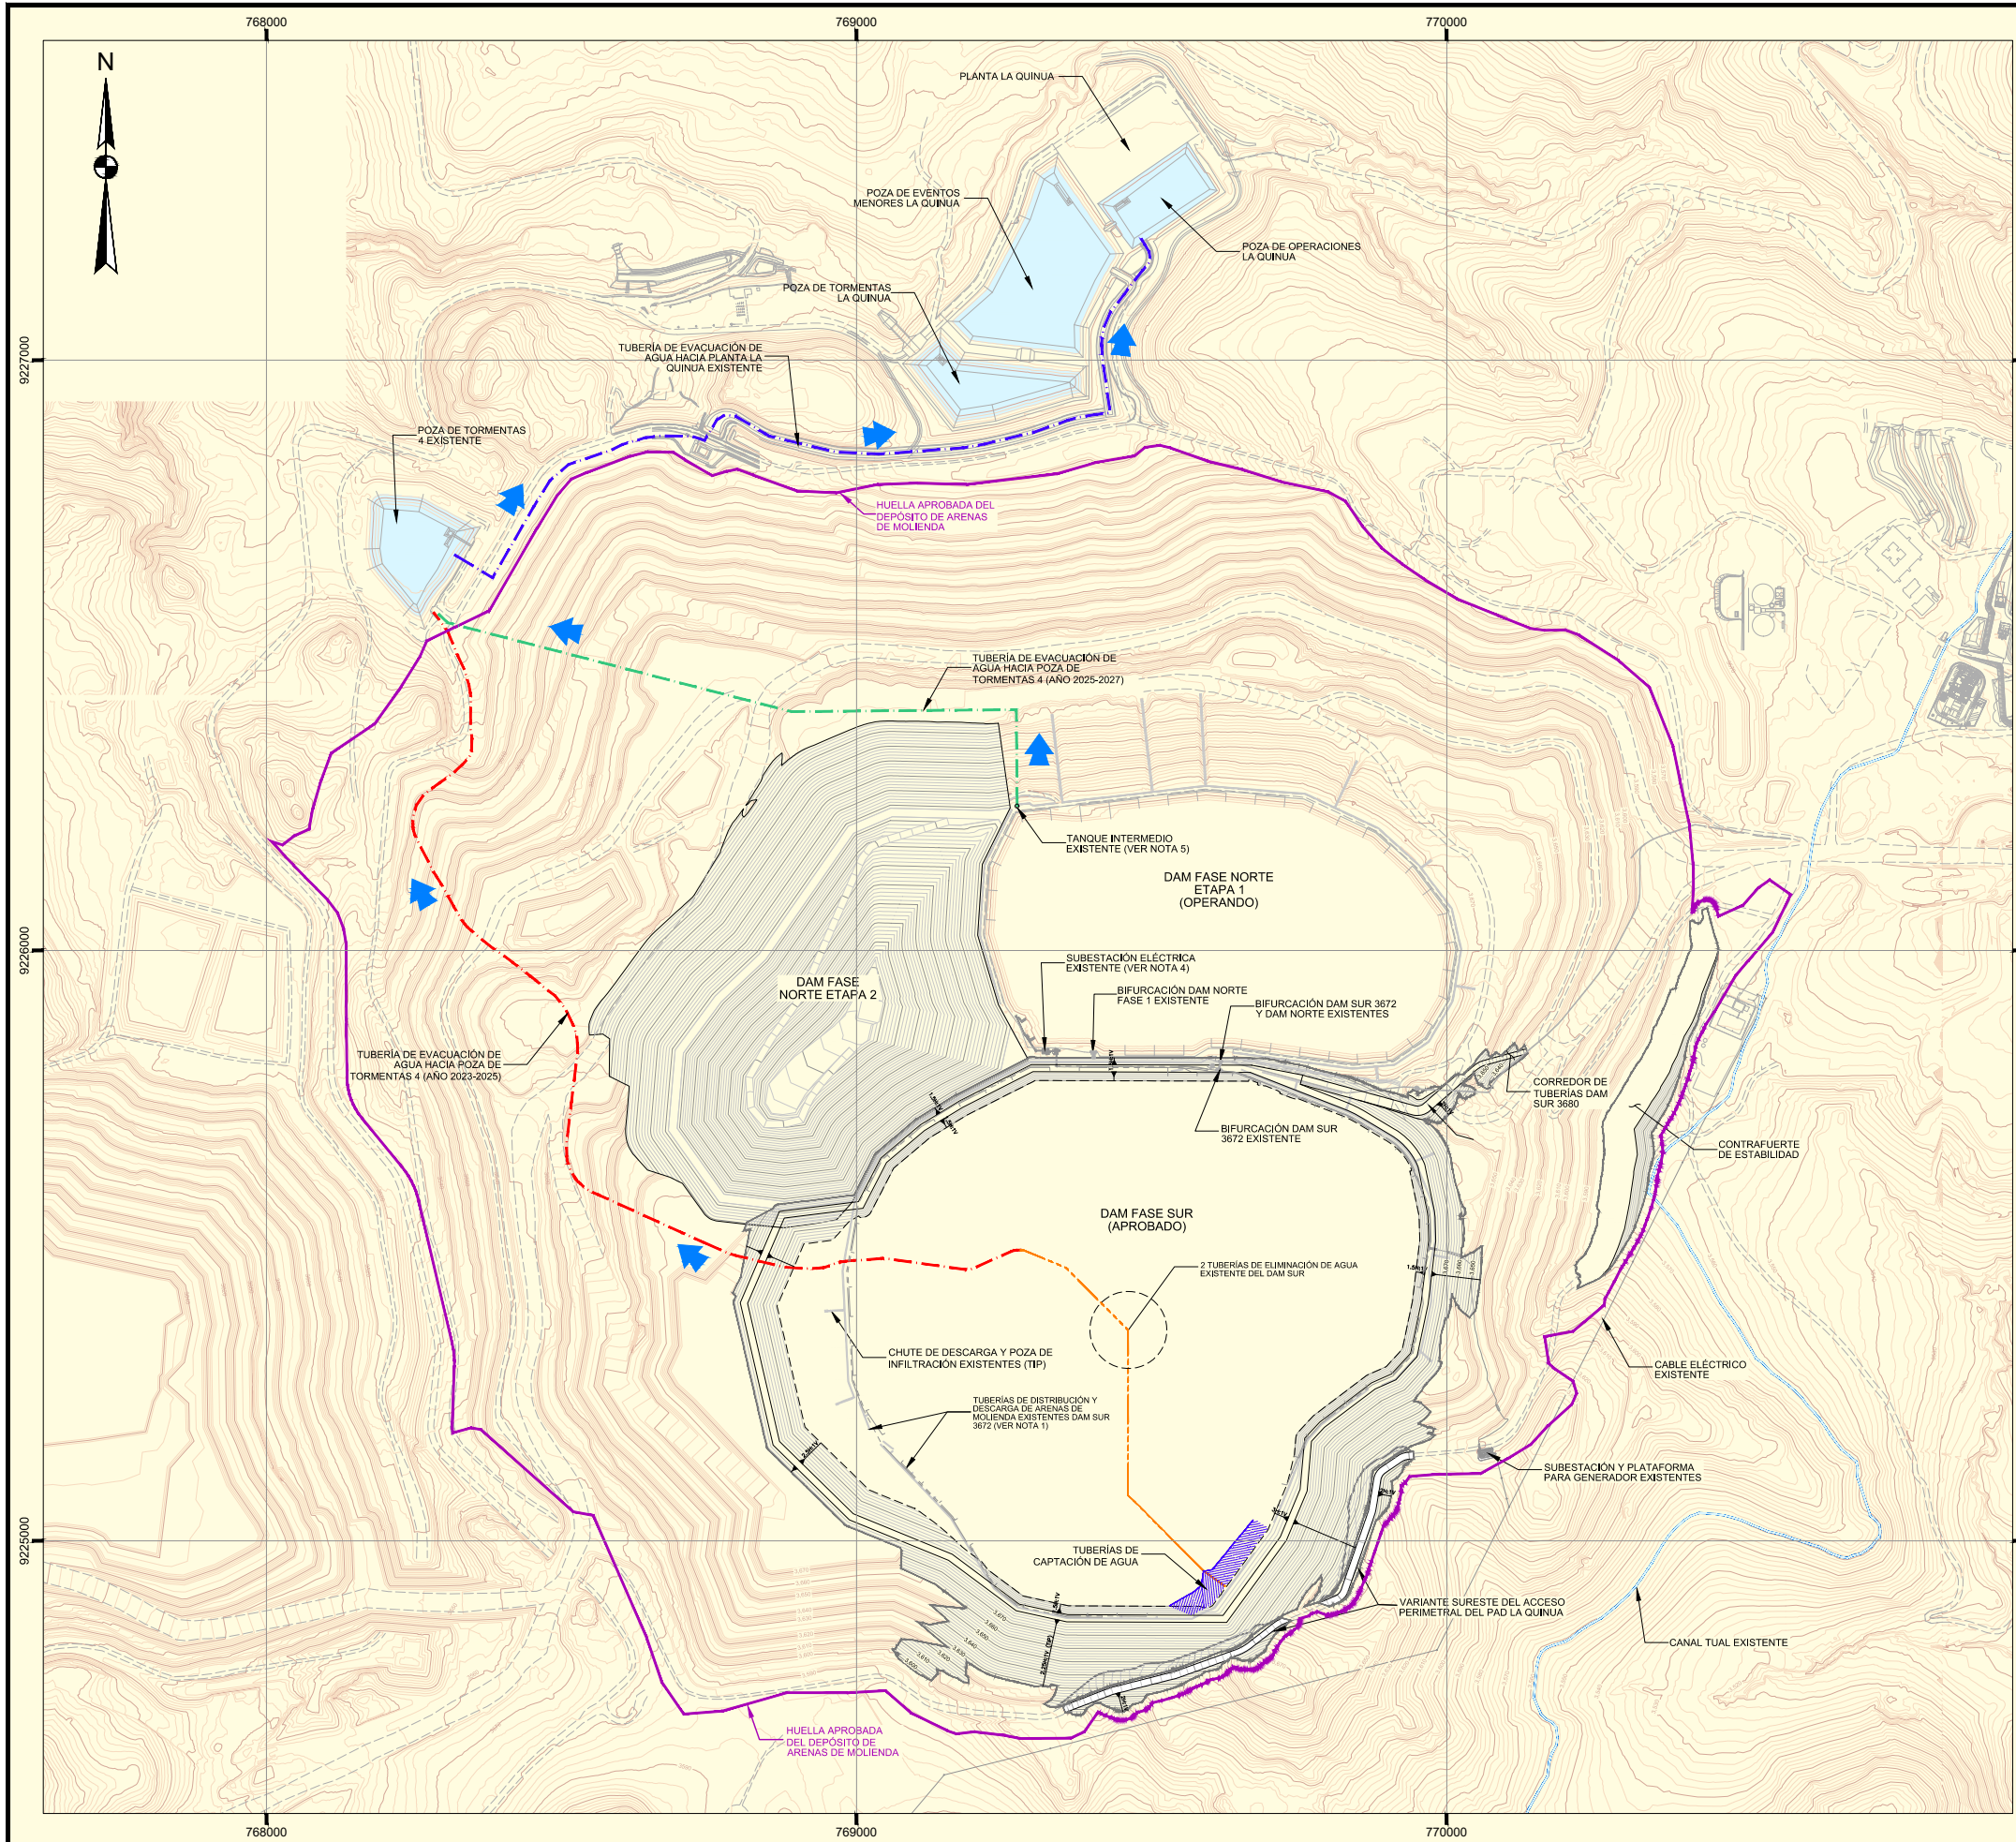 768000
769000
770000
N
PLANTA LA QUINUA
POZA DE EVENTOS
MENORES LA QUINUA
POZA DE OPERACIONES
LA QUINUA
POZA DE TORMENTAS
LA QUINUA
9227000
TUBERÍA DE EVACUACIÓN DE
AGUA HACIA PLANTA LA
QUINUA EXISTENTE
POZA DE TORMENTAS
4 EXISTENTE
HUELLA APROBADA DEL
DEPÓSITO DE ARENAS
DE MOLIENDA
TUBERÍA DE EVACUACIÓN DE
AGUA HACIA POZA DE
TORMENTAS 4 (AÑO 2025-2027)
TANQUE INTERMEDIO
EXISTENTE (VER NOTA 5)
DAM FASE NORTE
ETAPA 1
(OPERANDO)
9226000
SUBESTACIÓN ELÉCTRICA
EXISTENTE (VER NOTA 4)
DAM FASE
NORTE ETAPA 2
BIFURCACIÓN DAM NORTE
FASE 1 EXISTENTE
BIFURCACIÓN DAM SUR 3672
Y DAM NORTE EXISTENTES
TUBERÍA DE EVACUACIÓN DE
AGUA HACIA POZA DE
TORMENTAS 4 (AÑO 2023-2025)
CORREDOR DE
TUBERÍAS DAM
SUR 3680
BIFURCACIÓN DAM SUR
3672 EXISTENTE
CONTRAFUERTE
DE ESTABILIDAD
DAM FASE SUR
(APROBADO)
2 TUBERÍAS DE ELIMINACIÓN DE AGUA
EXISTENTE DEL DAM SUR
CHUTE DE DESCARGA Y POZA DE
INFILTRACIÓN EXISTENTES (TIP)
CABLE ELÉCTRICO
EXISTENTE
TUBERÍAS DE DISTRIBUCIÓN Y
DESCARGA DE ARENAS DE
MOLIENDA EXISTENTES DAM SUR
3672 (VER NOTA 1)
2.5H:1V
SUBESTACIÓN Y PLATAFORMA
PARA GENERADOR EXISTENTES
9225000
TUBERÍAS DE
CAPTACIÓN DE AGUA
VARIANTE SURESTE DEL ACCESO
PERIMETRAL DEL PAD LA QUINUA
CANAL TUAL EXISTENTE
2.25H:1V (TIP)
HUELLA APROBADA
DEL DEPÓSITO DE
ARENAS DE MOLIENDA
768000
769000
770000